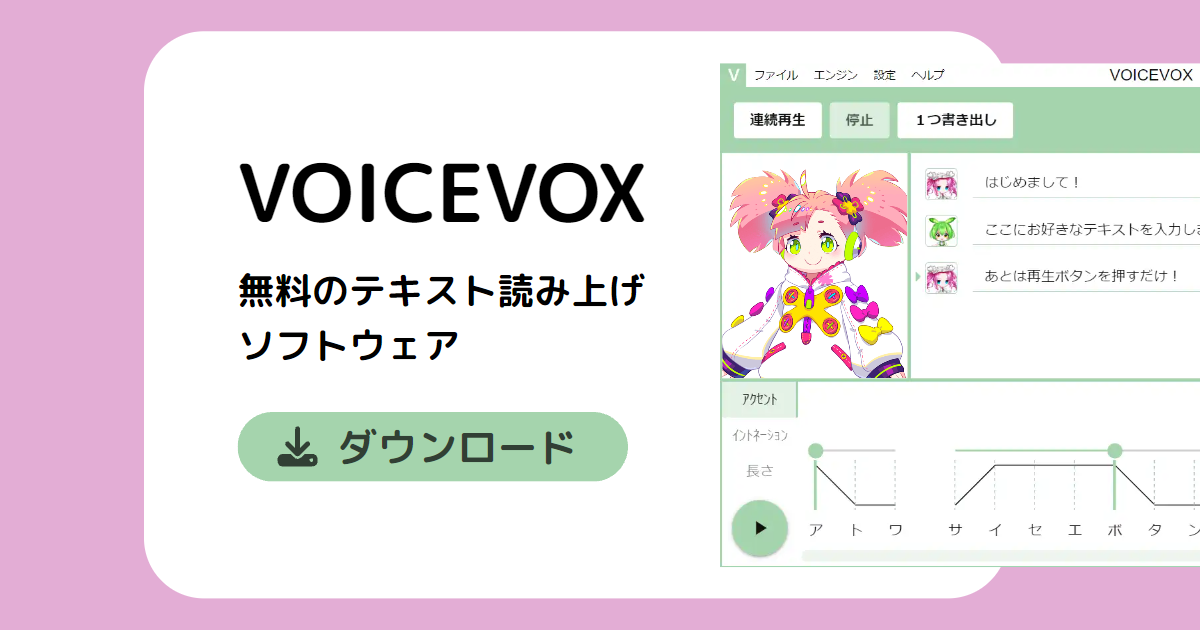 VOICEVOX
無料のテキスト読み上げ
ソフトウェア
ダウンロード
V ファイル エンジン 設定 ヘルプ VOICEVOX
連続再生 停止 1つ書き出し
はじめまして！
ここにお好きなテキストを入力し
あとは再生ボタンを押すだけ！
アクセント
イントネーション
長さ
ア ト ワ サ イ セ エ ボ タ ン